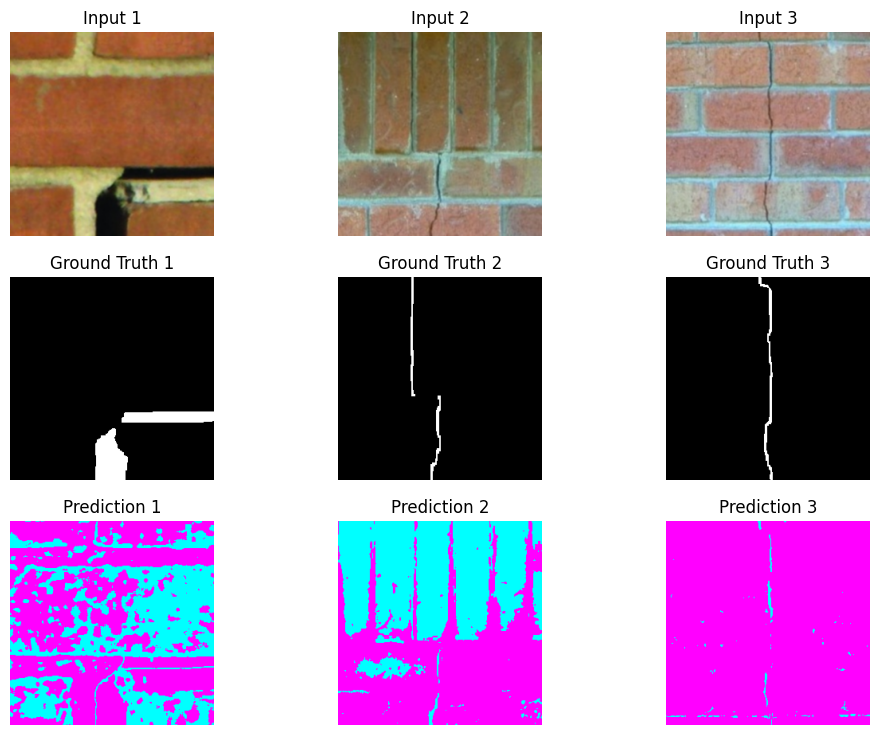 Input 1
Input 2
Input 3
Ground Truth 1
Ground Truth 2
Ground Truth 3
Prediction 1
Prediction 2
Prediction 3